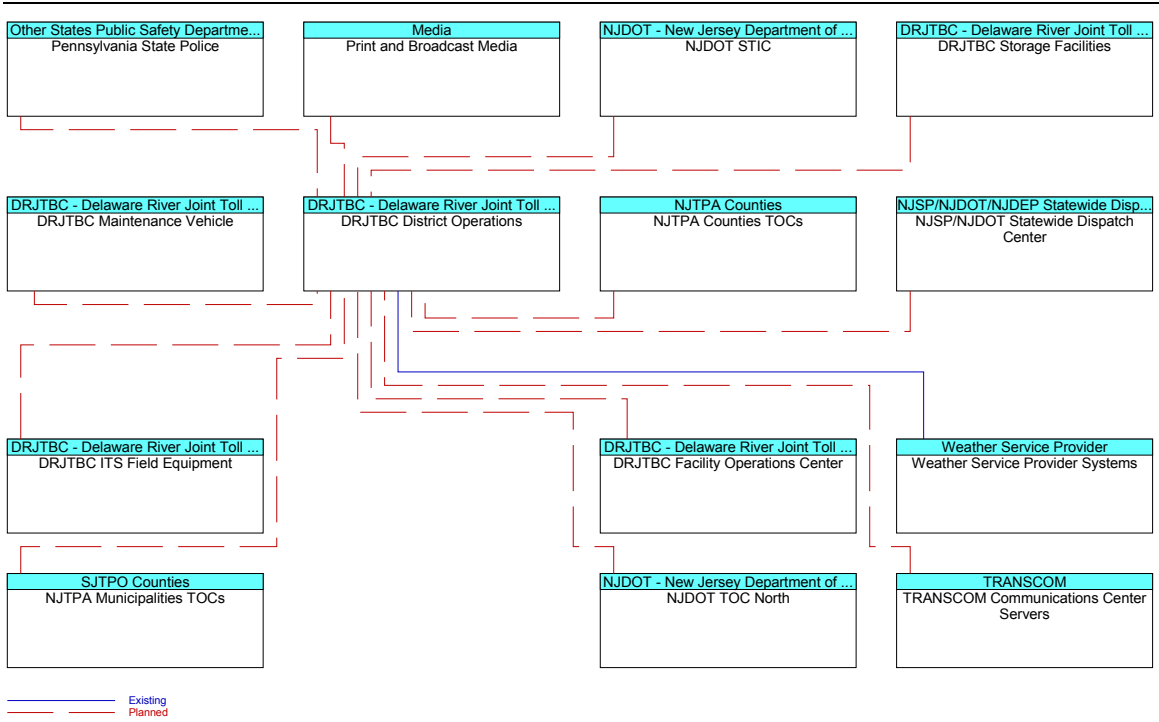 Other States Public Safety Departme...
Pennsylvania State Police
Media
Print and Broadcast Media
NJDOT - New Jersey Department of ...
NJDOT STIC
DRJTBC - Delaware River Joint Toll ...
DRJTBC Storage Facilities
DRJTBC - Delaware River Joint Toll ...
DRJTBC Maintenance Vehicle
DRJTBC - Delaware River Joint Toll ...
DRJTBC District Operations
NJTPA Counties
NJTPA Counties TOCs
NJSP/NJDOT/NJDEP Statewide Disp...
NJSP/NJDOT Statewide Dispatch
Center
DRJTBC - Delaware River Joint Toll ...
DRJTBC ITS Field Equipment
DRJTBC - Delaware River Joint Toll ...
DRJTBC Facility Operations Center
Weather Service Provider
Weather Service Provider Systems
SJTPO Counties
NJTPA Municipalities TOCs
NJDOT - New Jersey Department of ...
NJDOT TOC North
TRANSCOM
TRANSCOM Communications Center
Servers
Existing
Planned